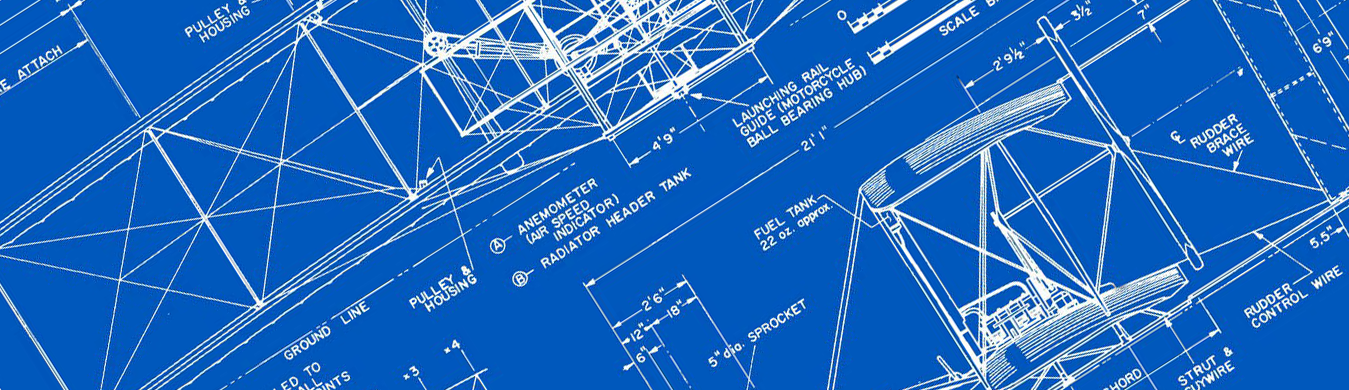 PULLEY &
HOUSING
ATTACH
0
SCALE
3½"
7"
2'9½"
6'9"
LAUNCHING RAIL
GUIDE (MOTORCYCLE
BALL BEARING HUB)
4'9"
21' 1"
℄ RUDDER
BRACE
WIRE
A ANEMOMETER
(AIR SPEED
INDICATOR)
B RADIATOR HEADER TANK
FUEL TANK
22 oz. approx.
5.5"
PULLEY &
HOUSING
2'6"
18"
12"
6"
5" dia. SPROCKET
RUDDER
CONTROL WIRE
GROUND LINE
×4
×3
STRUT &
CHORD